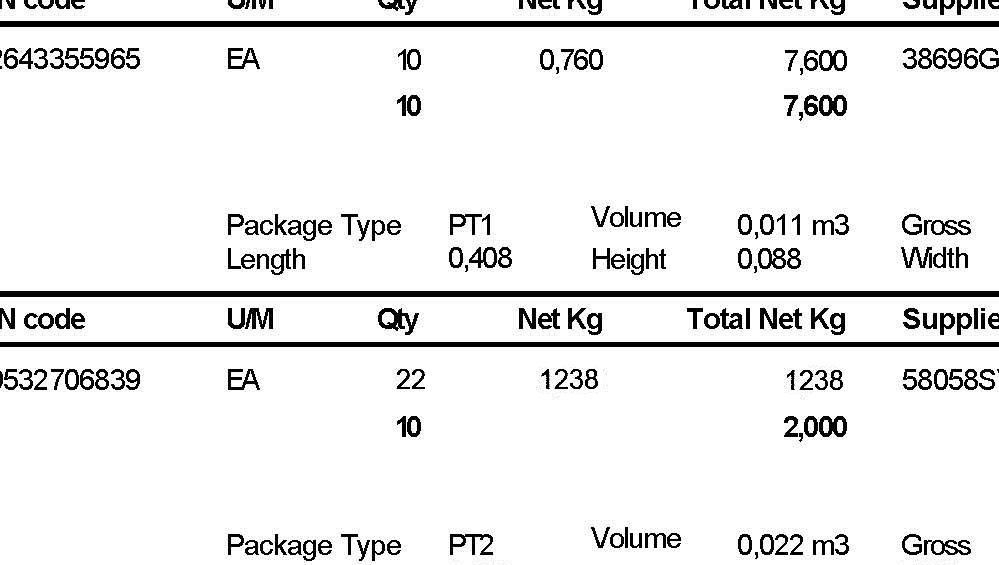 N code U/M Qty Net Kg Total Net Kg Supplie
2643355965 EA 10 0,760 7,600 38696G
10 7,600
Package Type PT1 Volume 0,011 m3 Gross
Length 0,408 Height 0,088 Width
N code U/M Qty Net Kg Total Net Kg Supplie
9532706839 EA 22 1238 1238 58058S
10 2,000
Package Type PT2 Volume 0,022 m3 Gross